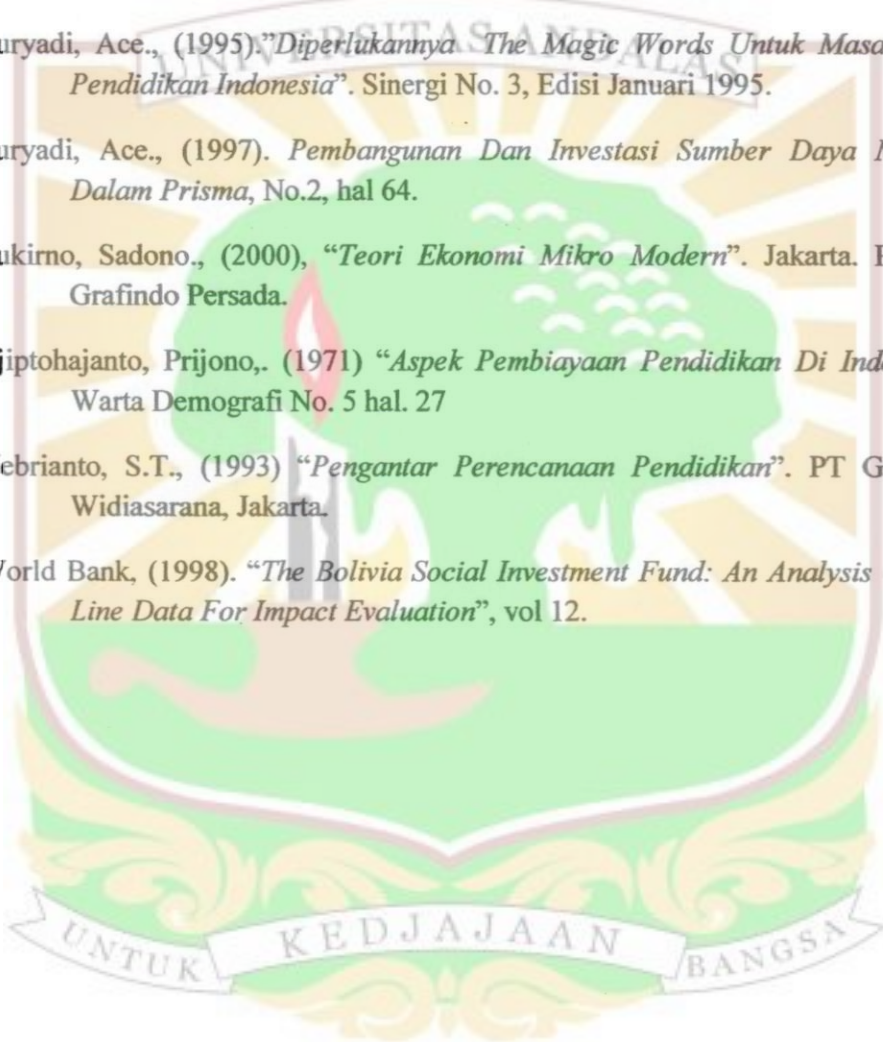 UNIVERSITAS ANDALAS
uryadi, Ace., (1995)."Diperlukannya The Magic Words Untuk Masa
Pendidikan Indonesia". Sinergi No. 3, Edisi Januari 1995.
uryadi, Ace., (1997). Pembangunan Dan Investasi Sumber Daya
Dalam Prisma, No.2, hal 64.
ukirno, Sadono., (2000), “Teori Ekonomi Mikro Modern”. Jakarta.
Grafindo Persada.
jiptohajanto, Prijono,. (1971) “Aspek Pembiayaan Pendidikan Di Ind
Warta Demografi No. 5 hal. 27
ebrianto, S.T., (1993) “Pengantar Perencanaan Pendidikan”. PT G
Widiasarana, Jakarta.
orld Bank, (1998). “The Bolivia Social Investment Fund: An Analysis
Line Data For Impact Evaluation”, vol 12.
UNTUK KEDJAJAAN BANGSA